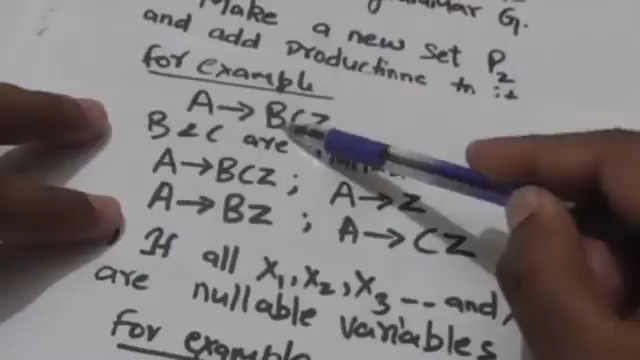 Make a new set P2
and add productions to it
for example
A → BCZ
B & C are
A → BCZ ; A → Z
A → BZ ; A → CZ
If all X1, X2, X3 -- and
are nullable variables
for example